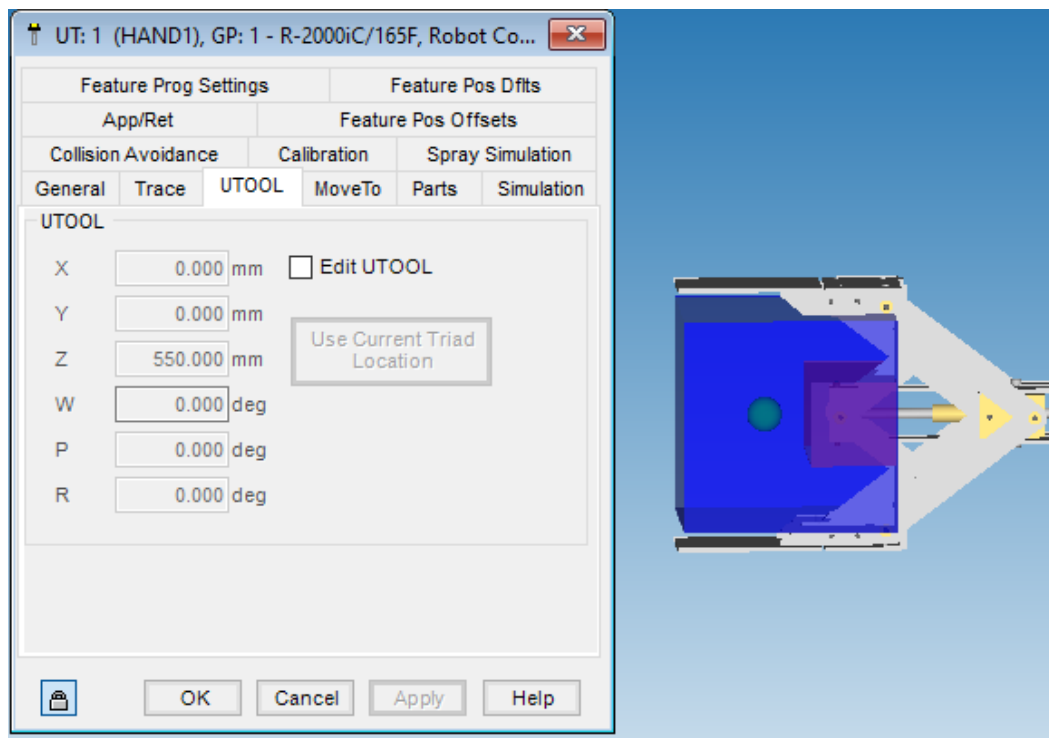 UT: 1 (HAND1), GP: 1 - R-2000iC/165F, Robot Co...
Feature Prog Settings Feature Pos Dflts
App/Ret Feature Pos Offsets
Collision Avoidance Calibration Spray Simulation
General Trace UTOOL MoveTo Parts Simulation
UTOOL
X 0.000 mm Edit UTOOL
Y 0.000 mm
Use Current Triad
Location
Z 550.000 mm
W 0.000 deg
P 0.000 deg
R 0.000 deg
OK Cancel Apply Help